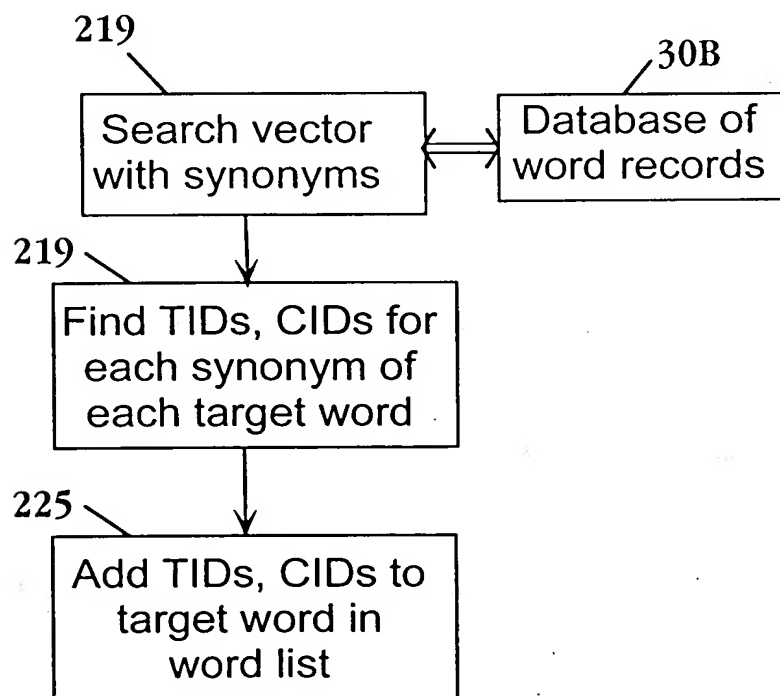 219
30B
Search vector
with synonyms
Database of
word records
219
Find TIDs, CIDs for
each synonym of
each target word
225
Add TIDs, CIDs to
target word in
word list